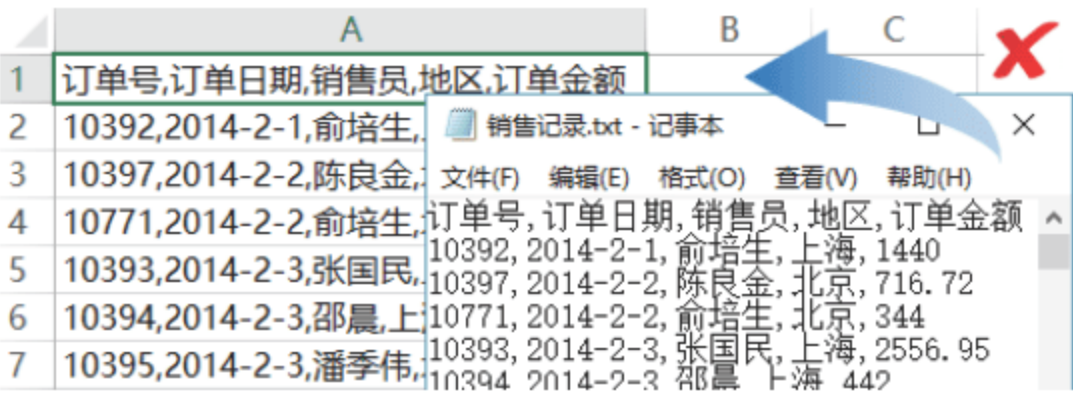 A B C
1 订单号,订单日期,销售员,地区,订单金额
2 10392,2014-2-1,俞培生,
3 10397,2014-2-2,陈良金,
4 10771,2014-2-2,俞培生,
5 10393,2014-2-3,张国民,
6 10394,2014-2-3,邵晨,上
7 10395,2014-2-3,潘季伟,
销售记录.txt - 记事本
文件(F) 编辑(E) 格式(O) 查看(V) 帮助(H)
订单号,订单日期,销售员,地区,订单金额
10392,2014-2-1,俞培生,上海,1440
10397,2014-2-2,陈良金,北京,716.72
10771,2014-2-2,俞培生,北京,344
10393,2014-2-3,张国民,上海,2556.95
10394,2014-2-3,邵晨,上海,442